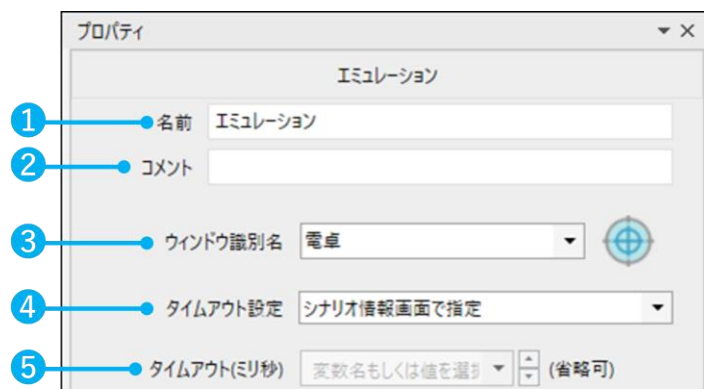 プロパティ
エミュレーション
1 名前 エミュレーション
2 コメント
3 ウィンドウ識別名 電卓
4 タイムアウト設定 シナリオ情報画面で指定
5 タイムアウト(ミリ秒) 変数名もしくは値を選択 (省略可)